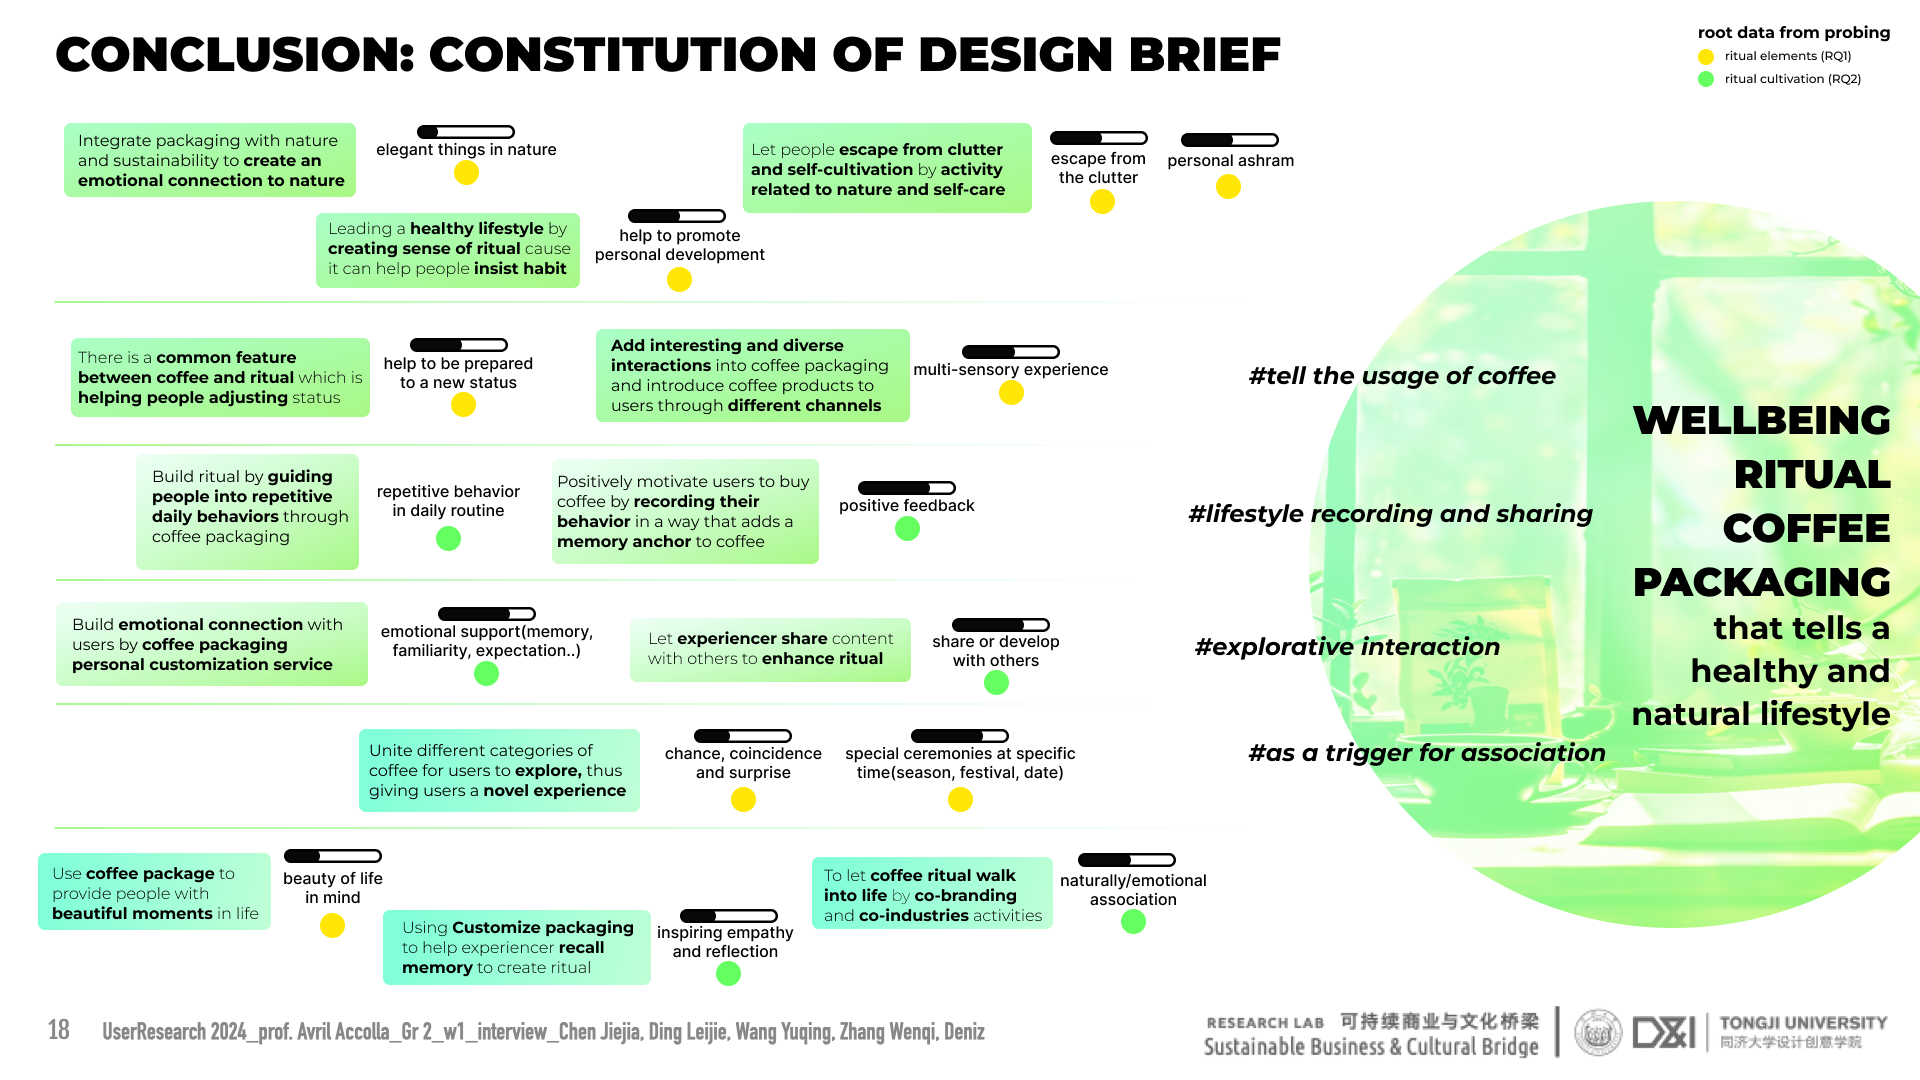 CONCLUSION: CONSTITUTION OF DESIGN BRIEF
root data from probing
ritual elements (RQ1)
ritual cultivation (RQ2)
Integrate packaging with nature
and sustainability to create an
emotional connection to nature
elegant things in nature
Let people escape from clutter
and self-cultivation by activity
related to nature and self-care
escape from
the clutter
personal ashram
Leading a healthy lifestyle by
creating sense of ritual cause
it can help people insist habit
help to promote
personal development
There is a common feature
between coffee and ritual which is
helping people adjusting status
help to be prepared
to a new status
Add interesting and diverse
interactions into coffee packaging
and introduce coffee products to
users through different channels
multi-sensory experience
Build ritual by guiding
people into repetitive
daily behaviors through
coffee packaging
repetitive behavior
in daily routine
Positively motivate users to buy
coffee by recording their
behavior in a way that adds a
memory anchor to coffee
positive feedback
Build emotional connection with
users by coffee packaging
personal customization service
emotional support(memory,
familiarity, expectation..)
Let experiencer share content
with others to enhance ritual
share or develop
with others
Unite different categories of
coffee for users to explore, thus
giving users a novel experience
chance, coincidence
and surprise
special ceremonies at specific
time(season, festival, date)
Use coffee package to
provide people with
beautiful moments in life
beauty of life
in mind
Using Customize packaging
to help experiencer recall
memory to create ritual
inspiring empathy
and reflection
To let coffee ritual walk
into life by co-branding
and co-industries activities
naturally/emotional
association
#tell the usage of coffee
#lifestyle recording and sharing
#explorative interaction
#as a trigger for association
WELLBEING
RITUAL
COFFEE
PACKAGING
that tells a
healthy and
natural lifestyle
18
UserResearch 2024_prof. Avril Accolla_Gr 2_w1_interview_Chen Jiejia, Ding Leijie, Wang Yuqing, Zhang Wenqi, Deniz
RESEARCH LAB 可持续商业与文化桥梁
Sustainable Business & Cultural Bridge
D&I
TONGJI UNIVERSITY
同济大学设计创意学院